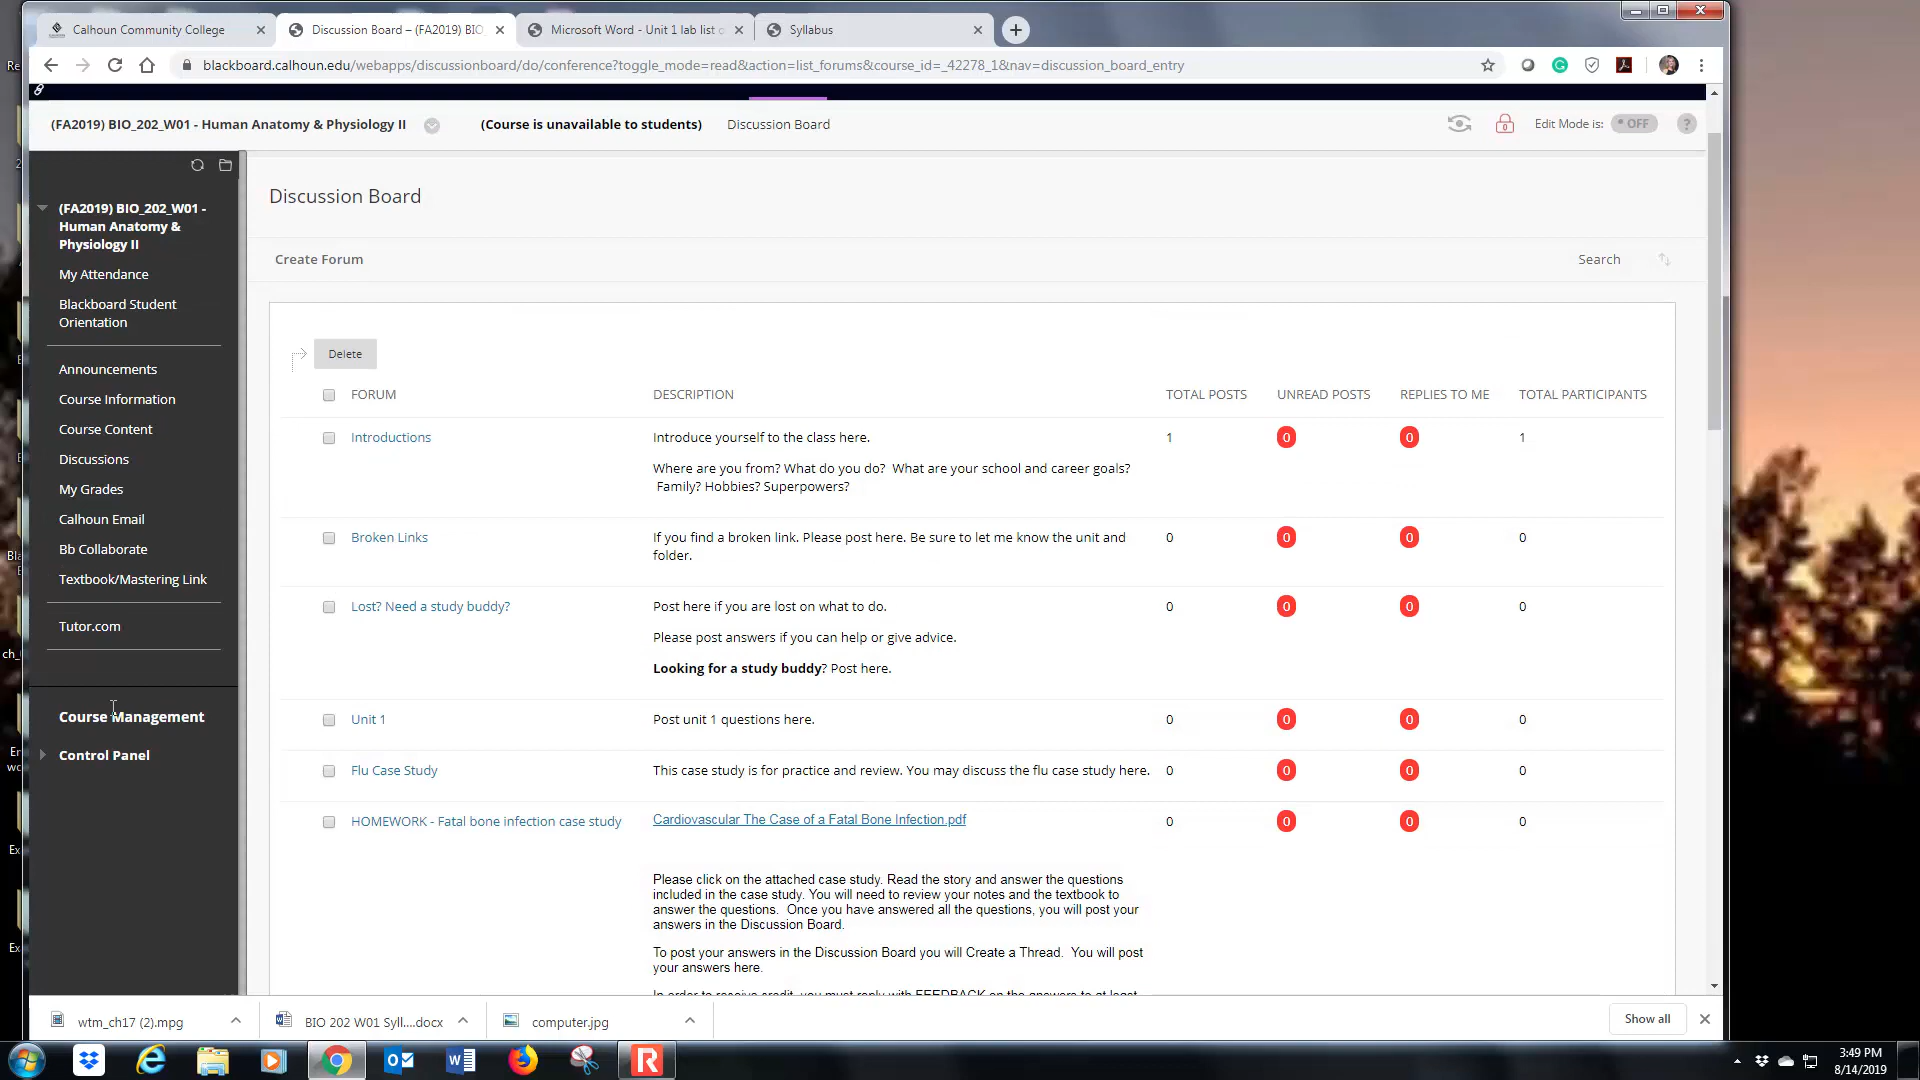 Calhoun Community College
Discussion Board – (FA2019) BIO
Microsoft Word - Unit 1 lab list
Syllabus
blackboard.calhoun.edu/webapps/discussionboard/do/conference?toggle_mode=read&action=list_forums&course_id=_42278_1&nav=discussion_board_entry
(FA2019) BIO_202_W01 - Human Anatomy & Physiology II
(Course is unavailable to students)
Discussion Board
Edit Mode is:
OFF
?
(FA2019) BIO_202_W01 -
Human Anatomy &
Physiology II
My Attendance
Blackboard Student
Orientation
Announcements
Course Information
Course Content
Discussions
My Grades
Calhoun Email
Bb Collaborate
Textbook/Mastering Link
Tutor.com
Course Management
Control Panel
Discussion Board
Create Forum
Search
Delete
FORUM DESCRIPTION TOTAL POSTS UNREAD POSTS REPLIES TO ME TOTAL PARTICIPANTS
Introductions Introduce yourself to the class here. 1 0 0 1
Where are you from? What do you do? What are your school and career goals?
Family? Hobbies? Superpowers?
Broken Links If you find a broken link. Please post here. Be sure to let me know the unit and 0 0 0 0
folder.
Lost? Need a study buddy? Post here if you are lost on what to do. 0 0 0 0
Please post answers if you can help or give advice.
Looking for a study buddy? Post here.
Unit 1 Post unit 1 questions here. 0 0 0 0
Flu Case Study This case study is for practice and review. You may discuss the flu case study here. 0 0 0 0
HOMEWORK - Fatal bone infection case study Cardiovascular The Case of a Fatal Bone Infection.pdf 0 0 0 0
Please click on the attached case study. Read the story and answer the questions
included in the case study. You will need to review your notes and the textbook to
answer the questions. Once you have answered all the questions, you will post your
answers in the Discussion Board.
To post your answers in the Discussion Board you will Create a Thread. You will post
your answers here.
In order to receive credit, you must reply with FEEDBACK on the answers to at least
wtm_ch17 (2).mpg
BIO 202 W01 Syll....docx
computer.jpg
Show all
3:49 PM
8/14/2019